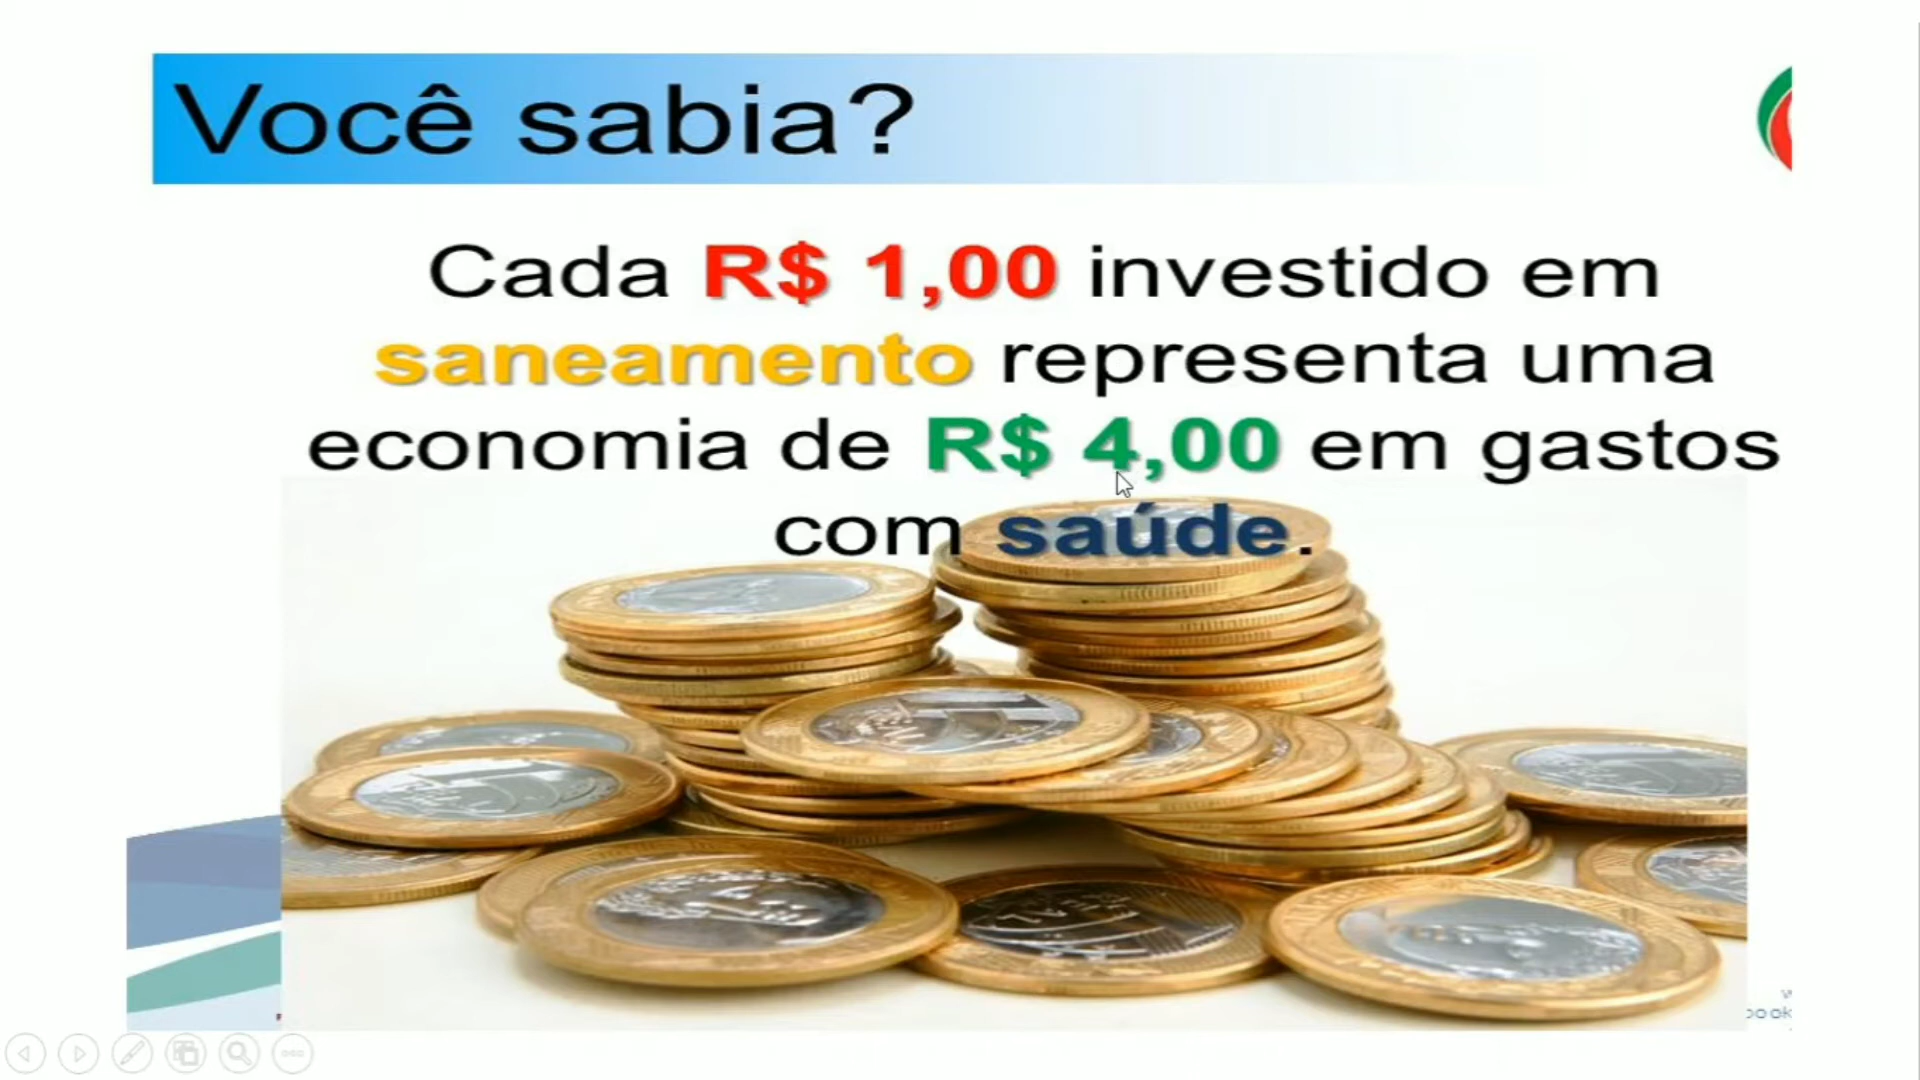 Você sabia?
Cada R$ 1,00 investido em
saneamento representa uma
economia de R$ 4,00 em gastos
com saúde.